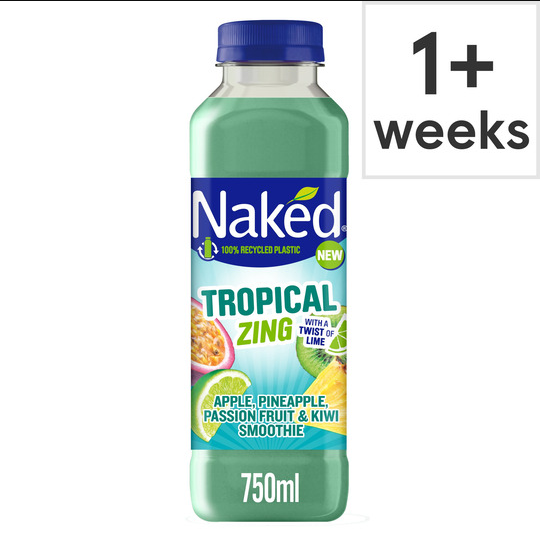 1+
weeks
Naked®
100% RECYCLED PLASTIC
NEW
TROPICAL
ZING
WITH A
TWIST OF
LIME
APPLE, PINEAPPLE,
PASSION FRUIT & KIWI
SMOOTHIE
750ml